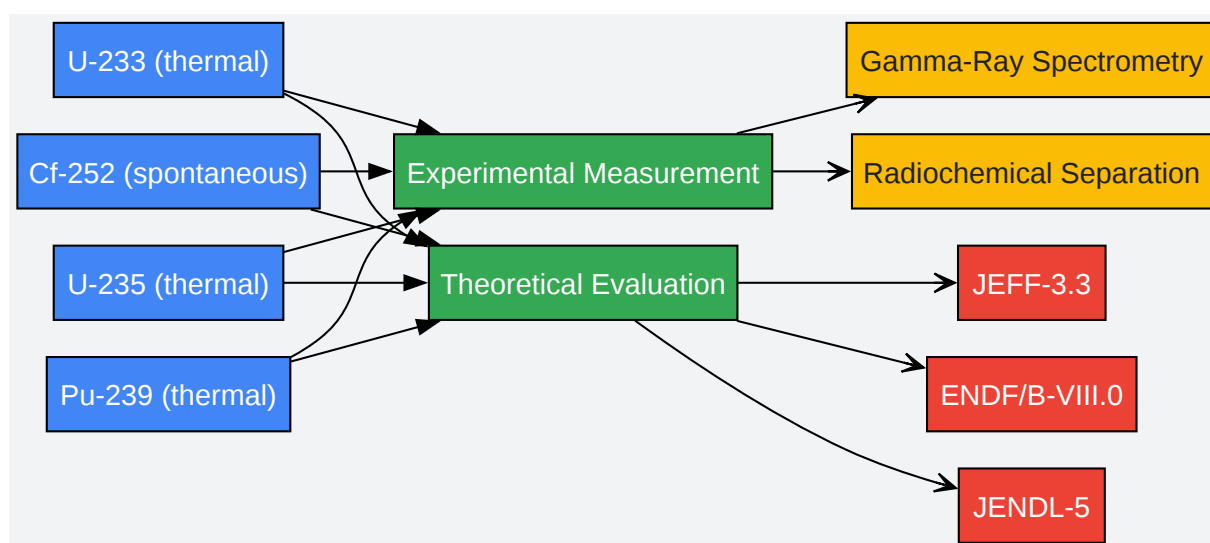 U-233 (thermal)
Cf-252 (spontaneous)
U-235 (thermal)
Pu-239 (thermal)
Experimental Measurement
Theoretical Evaluation
Gamma-Ray Spectrometry
Radiochemical Separation
JEFF-3.3
ENDF/B-VIII.0
JENDL-5